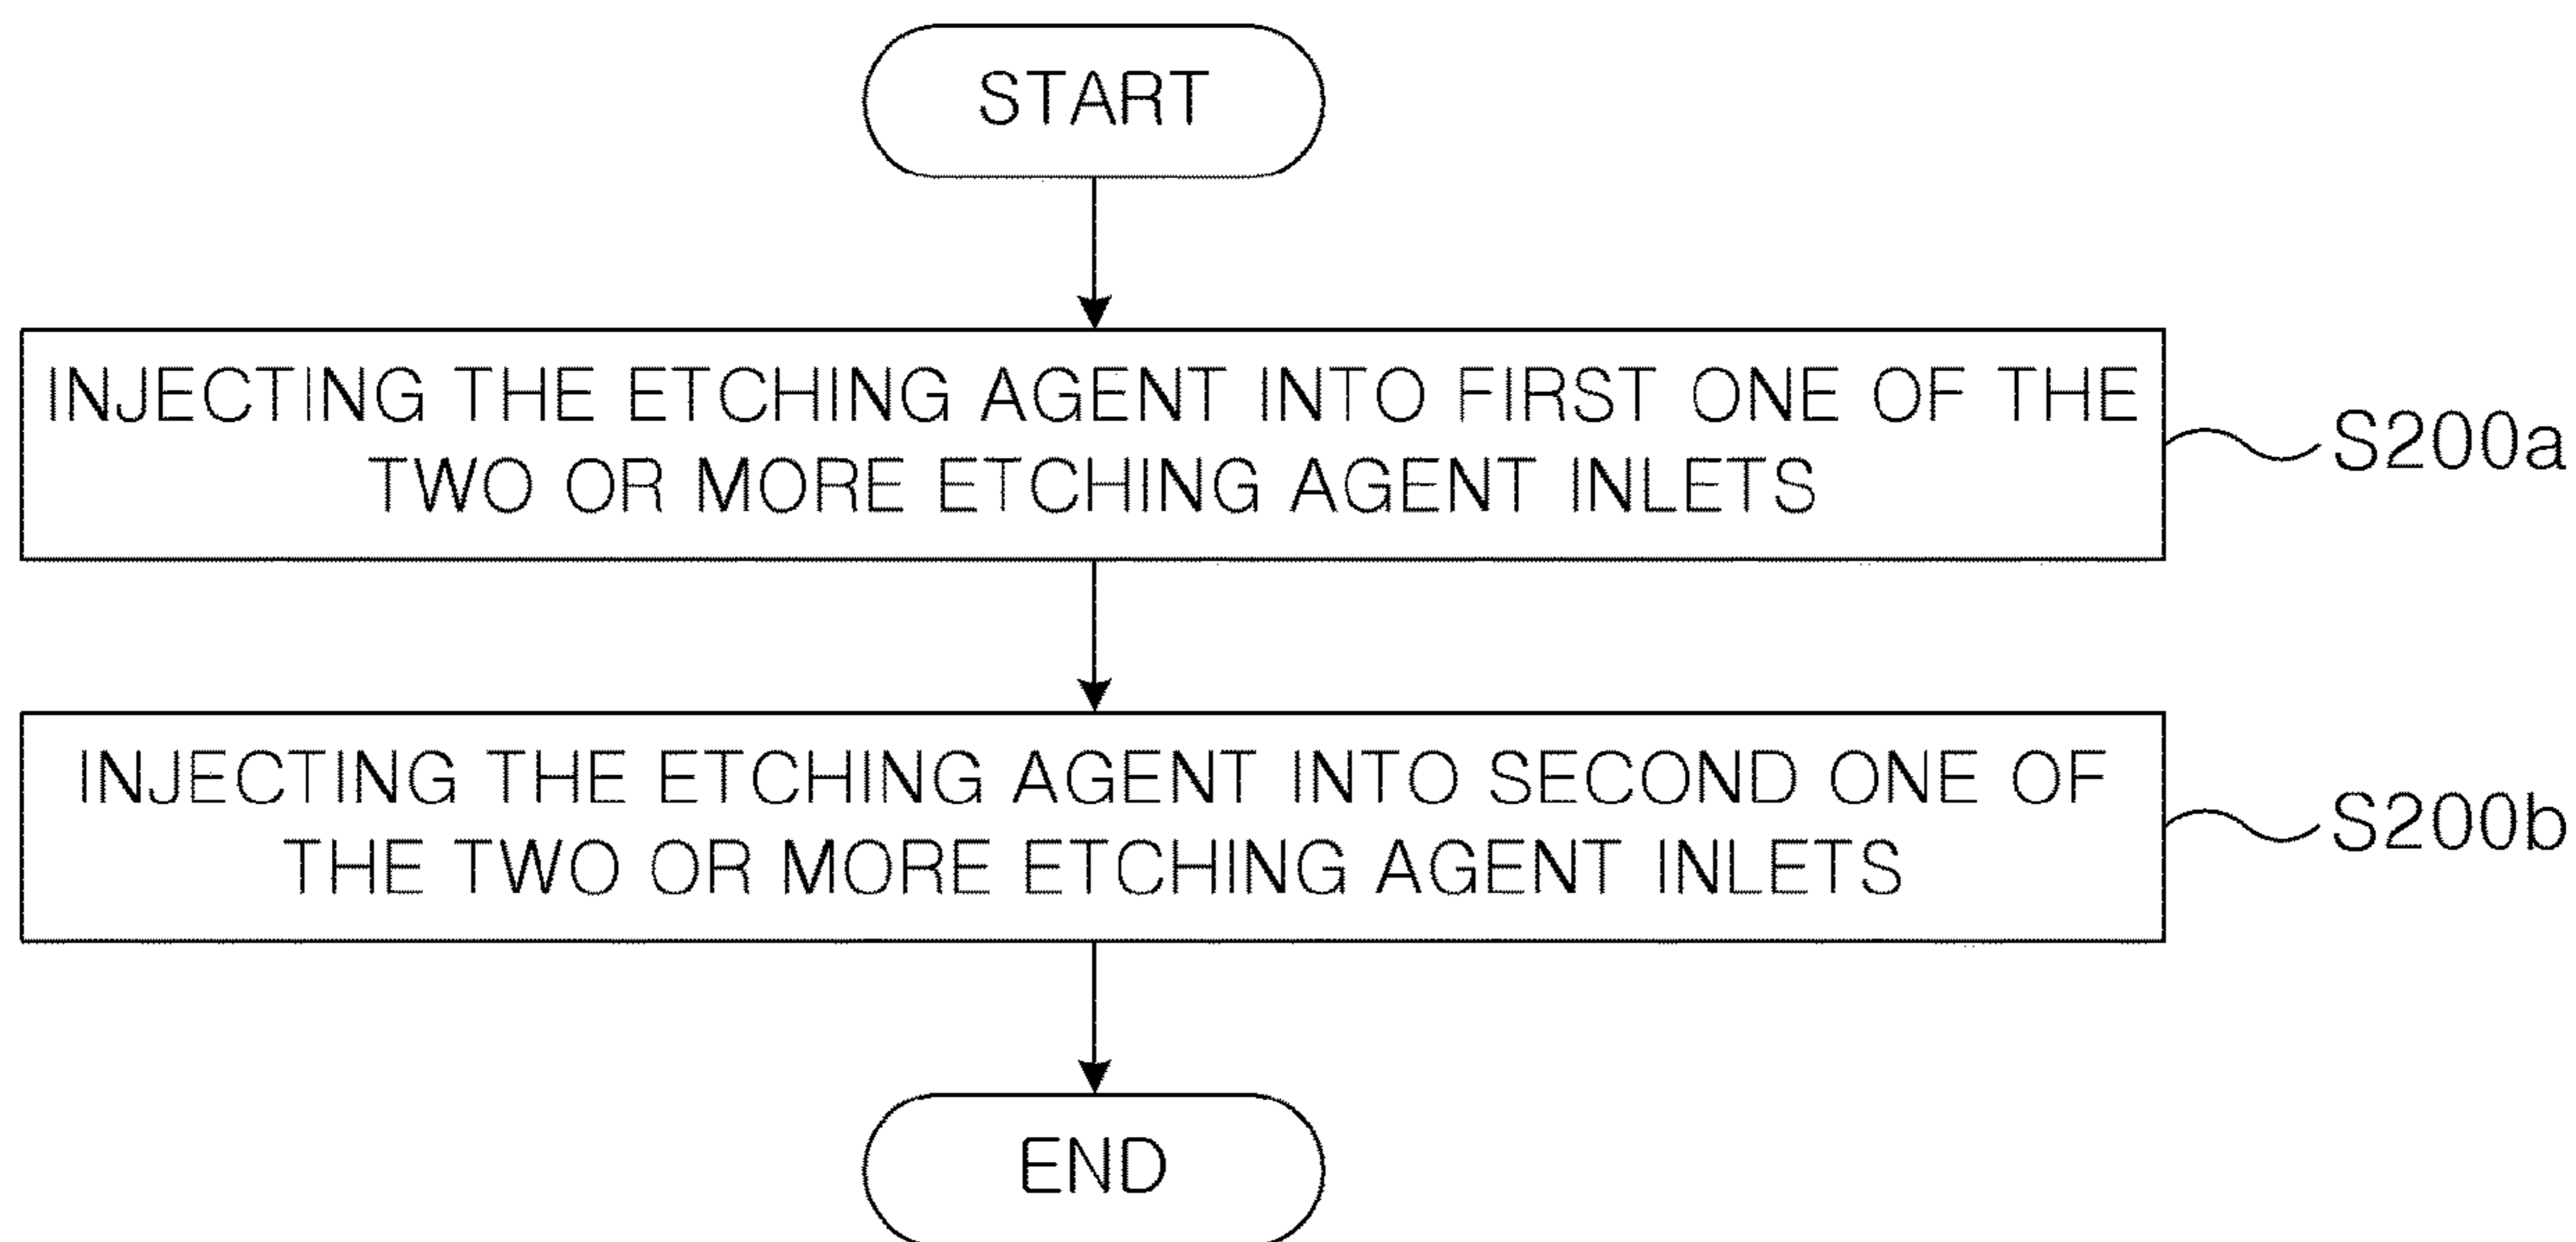 START
INJECTING THE ETCHING AGENT INTO FIRST ONE OF THE
TWO OR MORE ETCHING AGENT INLETS
S200a
INJECTING THE ETCHING AGENT INTO SECOND ONE OF
THE TWO OR MORE ETCHING AGENT INLETS
S200b
END